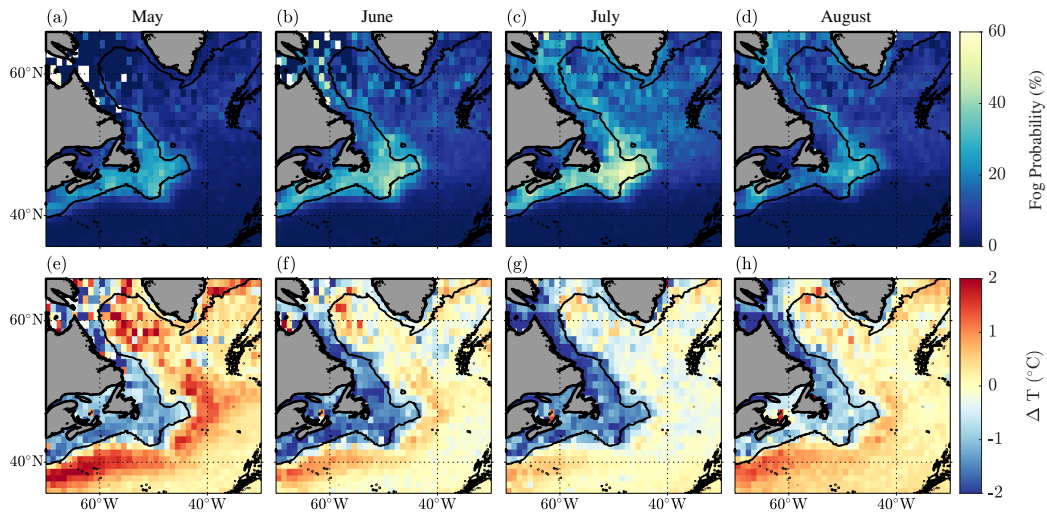 (a) May (b) June (c) July (d) August
60°N
40°N
60
40
20
0
Fog Probability (%)
(e) (f) (g) (h)
60°N
40°N
2
1
0
-1
-2
Δ T (°C)
60°W 40°W 60°W 40°W 60°W 40°W 60°W 40°W